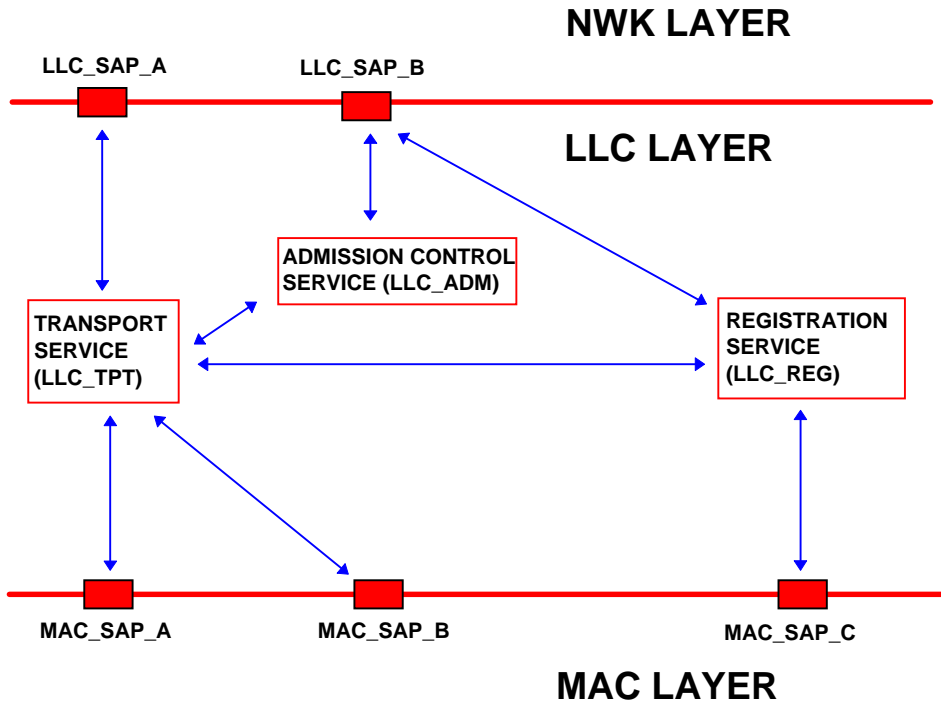 NWK LAYER
LLC_SAP_A
LLC_SAP_B
LLC LAYER
ADMISSION CONTROL
SERVICE (LLC_ADM)
TRANSPORT
SERVICE
(LLC_TPT)
REGISTRATION
SERVICE
(LLC_REG)
MAC_SAP_A
MAC_SAP_B
MAC_SAP_C
MAC LAYER